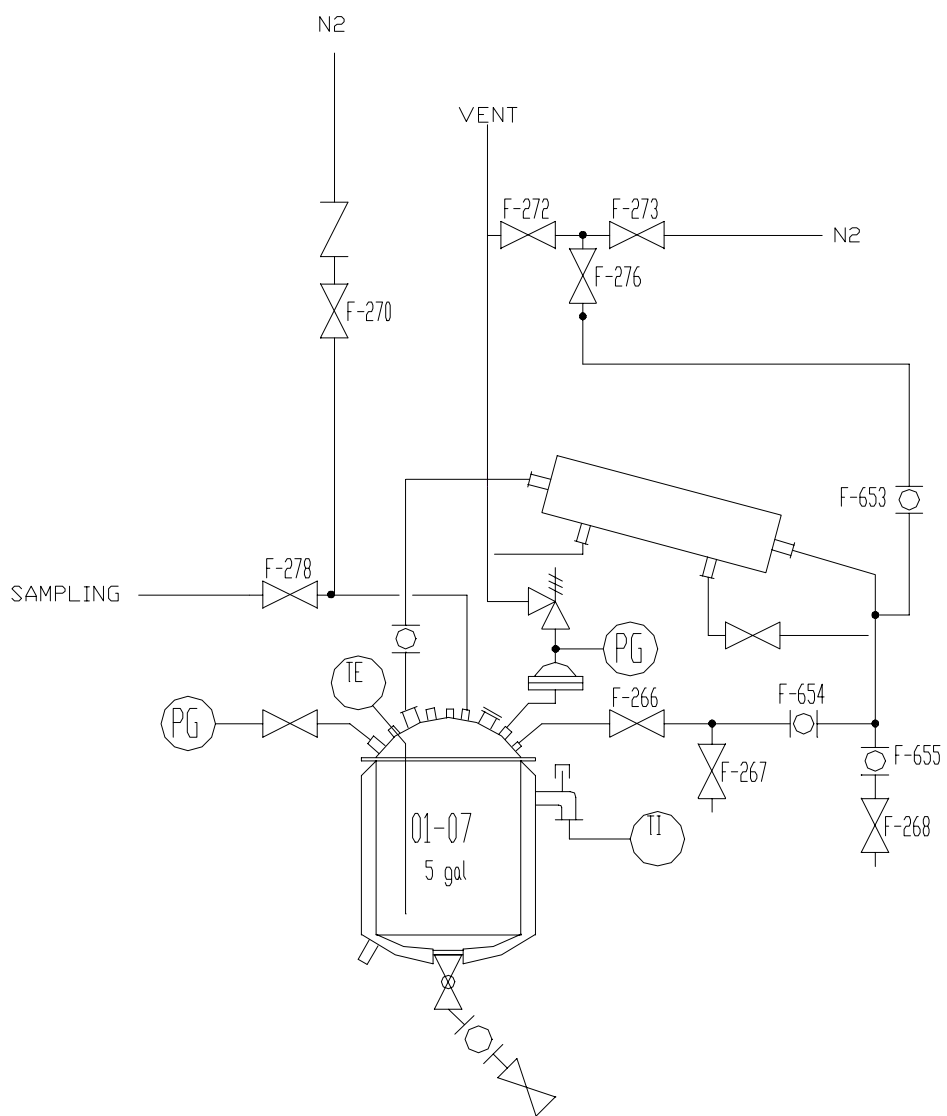 N2
VENT
F-272
F-273
N2
F-276
F-270
F-653
F-278
SAMPLING
PG
TE
F-266
F-654
PG
F-655
F-267
01-07
5 gal
TI
F-268